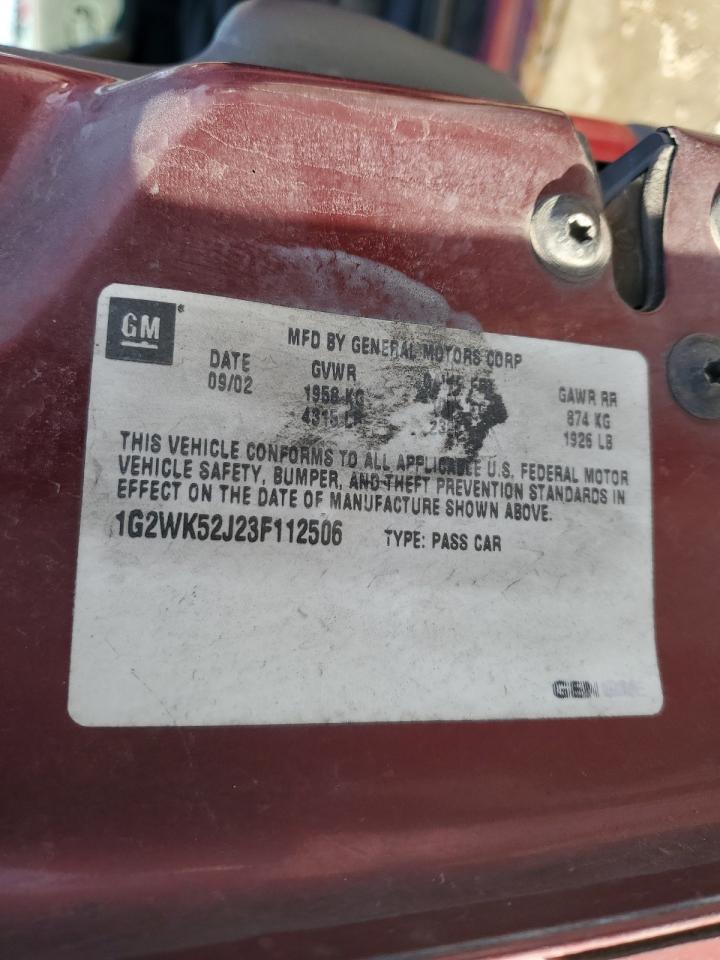 GM
MFD BY GENERAL MOTORS CORP
DATE GVWR GAWR RR
09/02 1958 KG 874 KG
4315 LB 1926 LB
THIS VEHICLE CONFORMS TO ALL APPLICABLE U.S. FEDERAL MOTOR
VEHICLE SAFETY, BUMPER, AND THEFT PREVENTION STANDARDS IN
EFFECT ON THE DATE OF MANUFACTURE SHOWN ABOVE.
1G2WK52J23F112506 TYPE: PASS CAR